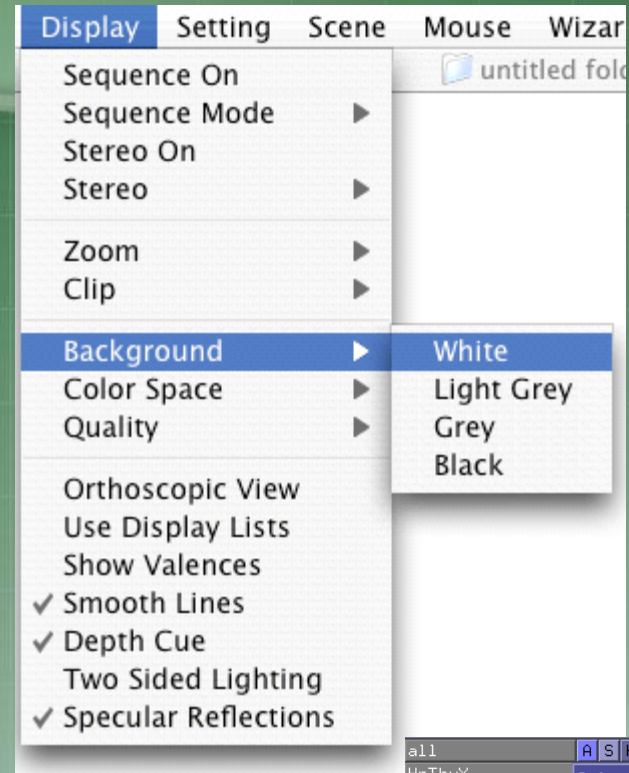 Display Setting Scene Mouse Wizar
untitled fold
Sequence On
Sequence Mode
Stereo On
Stereo
Zoom
Clip
Background
White
Color Space
Light Grey
Quality
Grey
Black
Orthoscopic View
Use Display Lists
Show Valences
Smooth Lines
Depth Cue
Two Sided Lighting
Specular Reflections
all A S